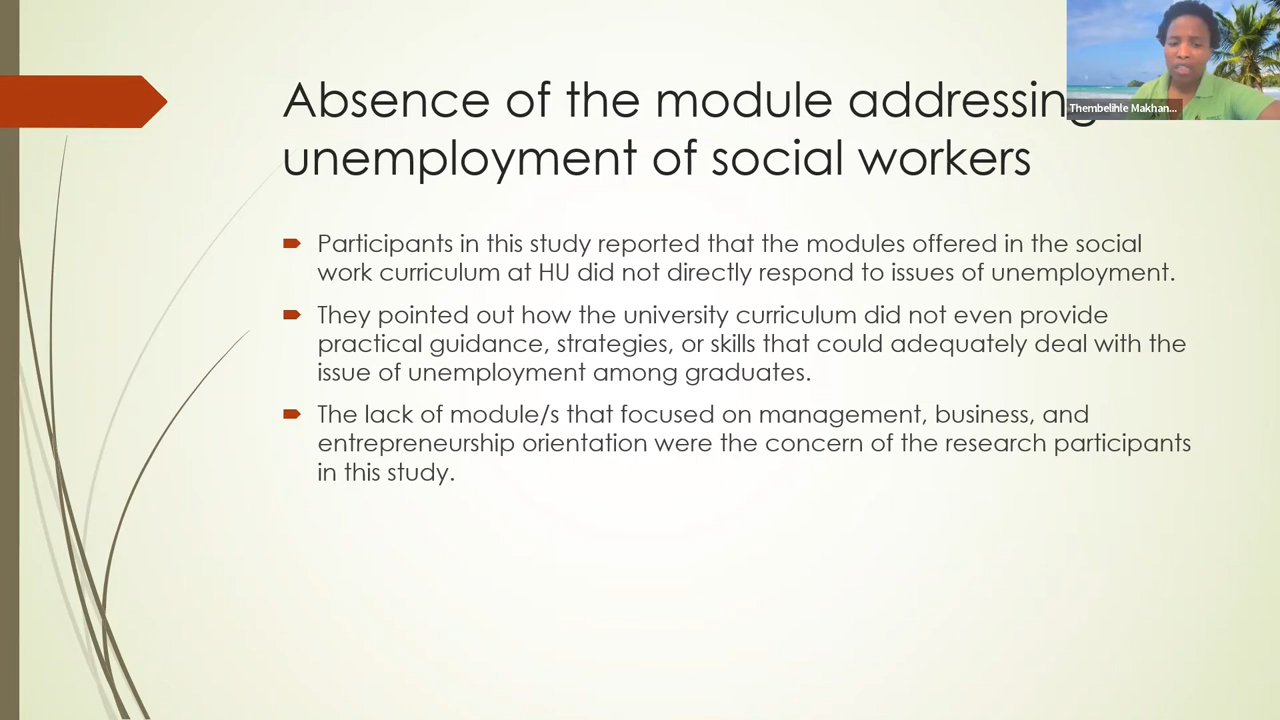 Absence of the module addressing
unemployment of social workers
Participants in this study reported that the modules offered in the social
work curriculum at HU did not directly respond to issues of unemployment.
They pointed out how the university curriculum did not even provide
practical guidance, strategies, or skills that could adequately deal with the
issue of unemployment among graduates.
The lack of module/s that focused on management, business, and
entrepreneurship orientation were the concern of the research participants
in this study.
Thembelihle Makhan...